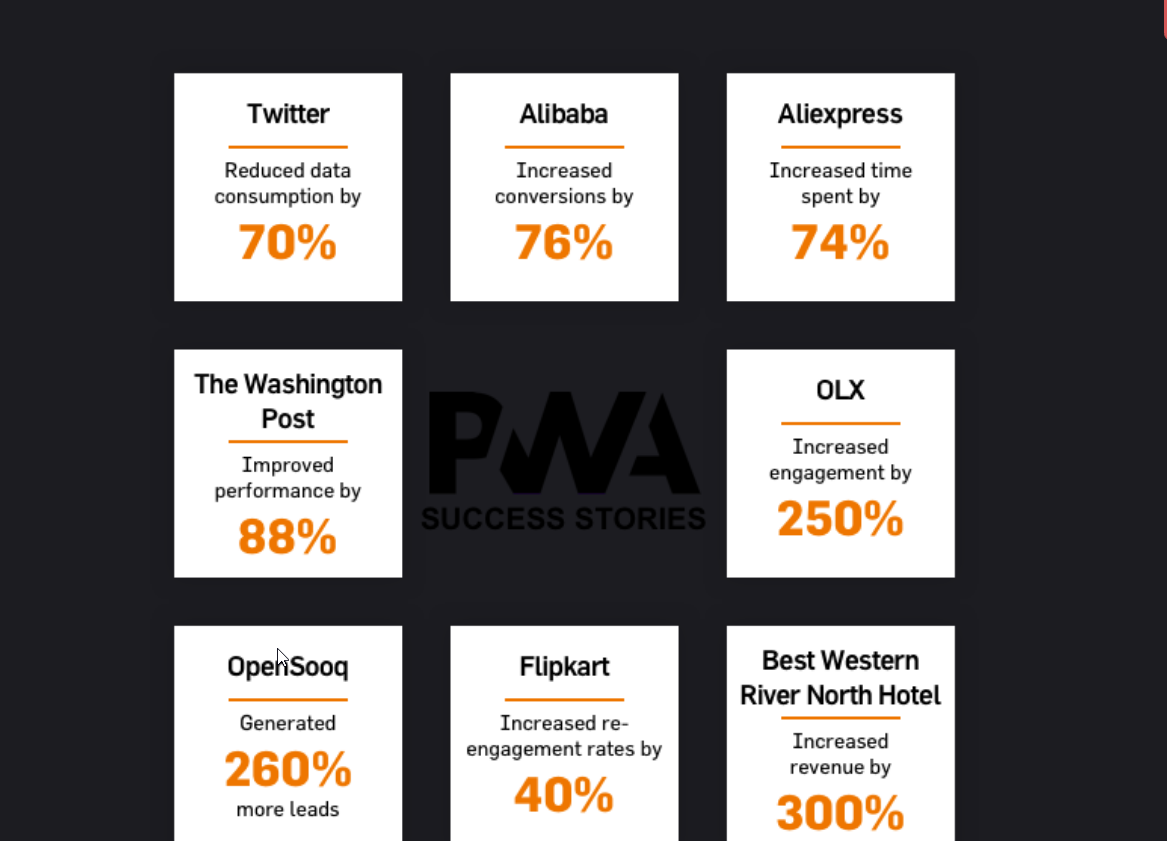 Twitter
Reduced data
consumption by
70%
Alibaba
Increased
conversions by
76%
Aliexpress
Increased time
spent by
74%
The Washington
Post
Improved
performance by
88%
PWA
SUCCESS STORIES
OLX
Increased
engagement by
250%
OpenSooq
Generated
260%
more leads
Flipkart
Increased re-
engagement rates by
40%
Best Western
River North Hotel
Increased
revenue by
300%